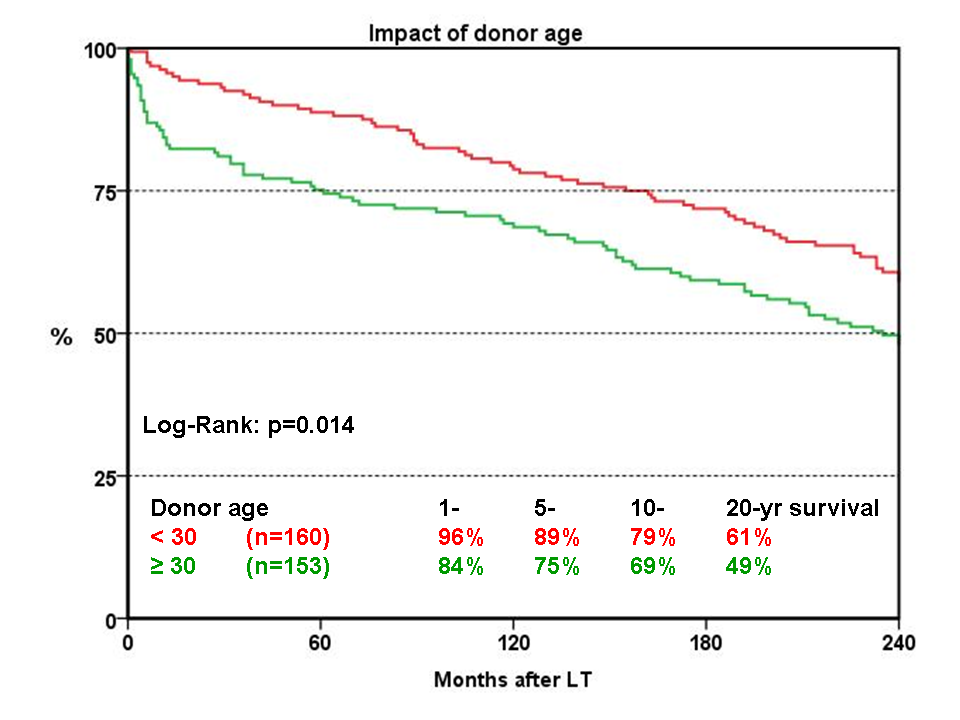 Impact of donor age
100
75
% 50
Log-Rank: p=0.014
25
Donor age 1- 5- 10- 20-yr survival
< 30 (n=160) 96% 89% 79% 61%
≥ 30 (n=153) 84% 75% 69% 49%
0
0 60 120 180 240
Months after LT